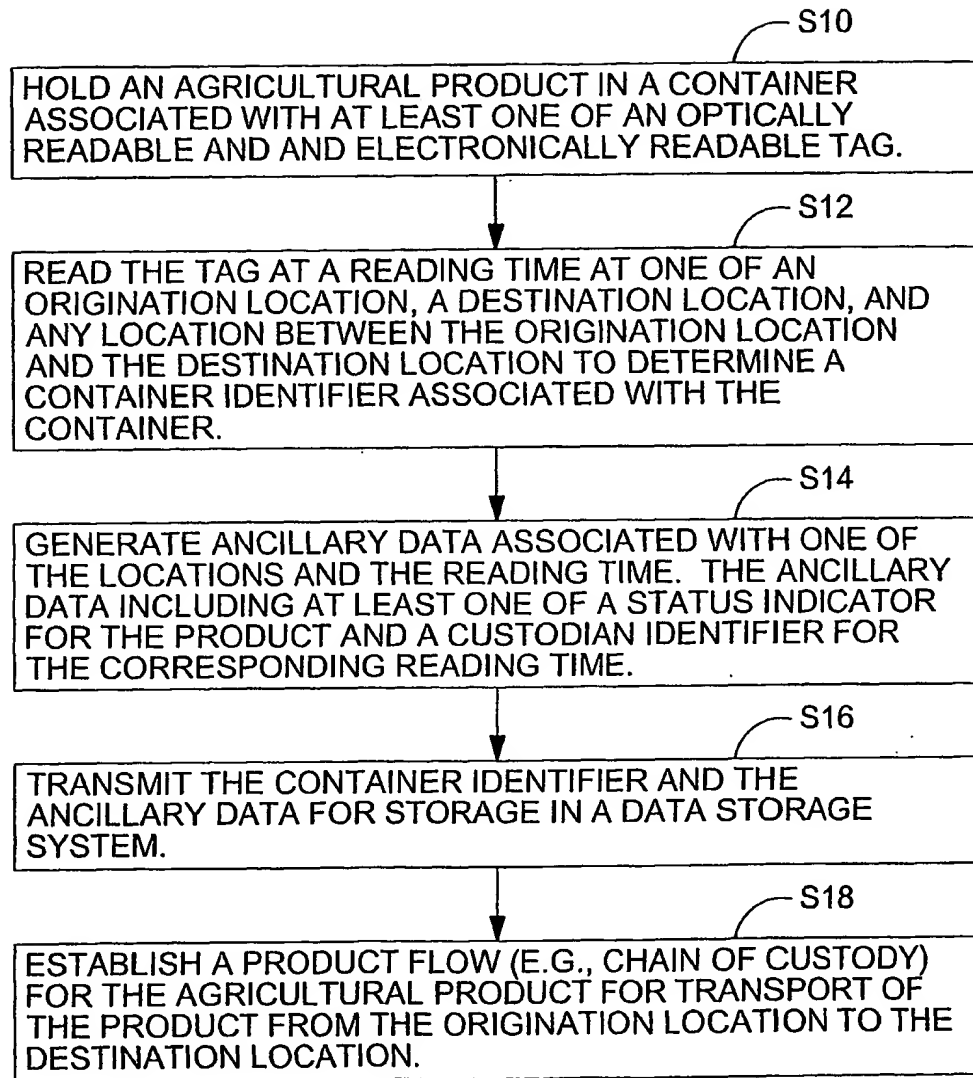 S10
HOLD AN AGRICULTURAL PRODUCT IN A CONTAINER
ASSOCIATED WITH AT LEAST ONE OF AN OPTICALLY
READABLE AND AND ELECTRONICALLY READABLE TAG.
S12
READ THE TAG AT A READING TIME AT ONE OF AN
ORIGINATION LOCATION, A DESTINATION LOCATION, AND
ANY LOCATION BETWEEN THE ORIGINATION LOCATION
AND THE DESTINATION LOCATION TO DETERMINE A
CONTAINER IDENTIFIER ASSOCIATED WITH THE
CONTAINER.
S14
GENERATE ANCILLARY DATA ASSOCIATED WITH ONE OF
THE LOCATIONS AND THE READING TIME. THE ANCILLARY
DATA INCLUDING AT LEAST ONE OF A STATUS INDICATOR
FOR THE PRODUCT AND A CUSTODIAN IDENTIFIER FOR
THE CORRESPONDING READING TIME.
S16
TRANSMIT THE CONTAINER IDENTIFIER AND THE
ANCILLARY DATA FOR STORAGE IN A DATA STORAGE
SYSTEM.
S18
ESTABLISH A PRODUCT FLOW (E.G., CHAIN OF CUSTODY)
FOR THE AGRICULTURAL PRODUCT FOR TRANSPORT OF
THE PRODUCT FROM THE ORIGINATION LOCATION TO THE
DESTINATION LOCATION.